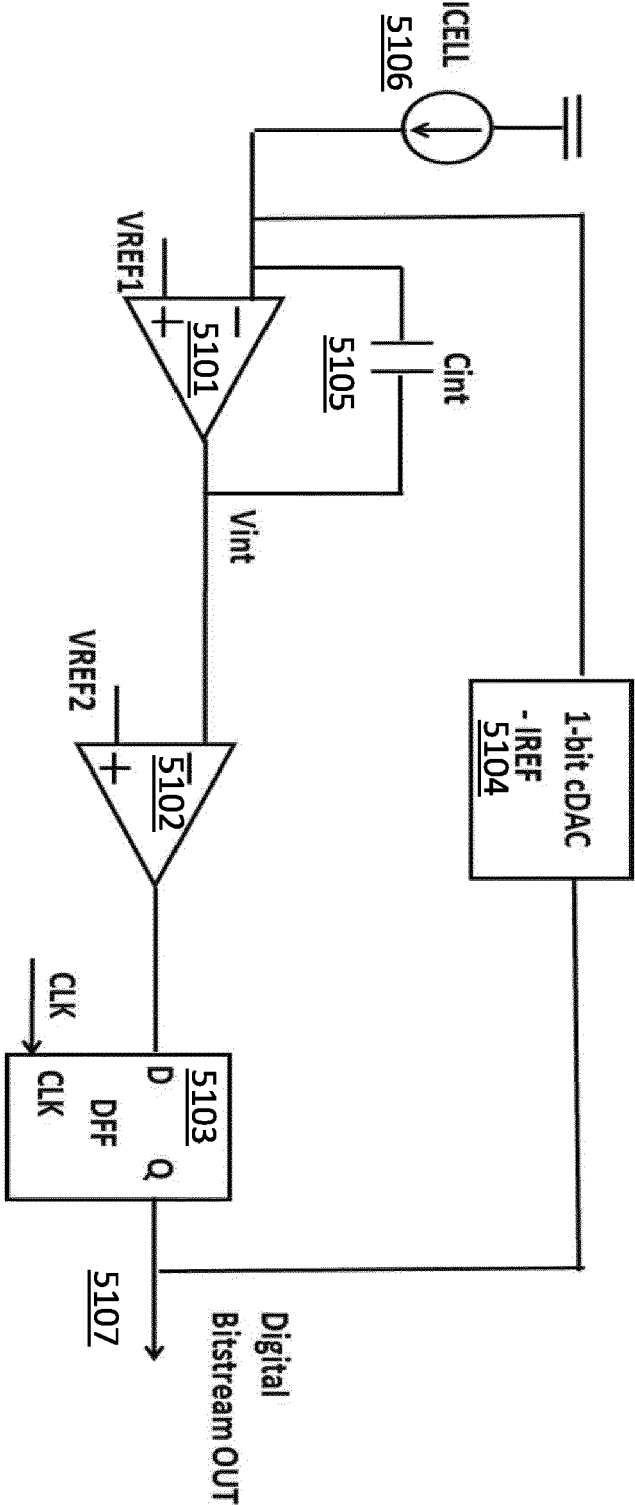 1-bit cDAC
- IREF
5104
Cint
5105
ICELL
5106
Vint
-
5101
+
VREF1
-
5102
+
VREF2
5103
D Q
DFF
CLK
CLK
Digital
Bitstream OUT
5107